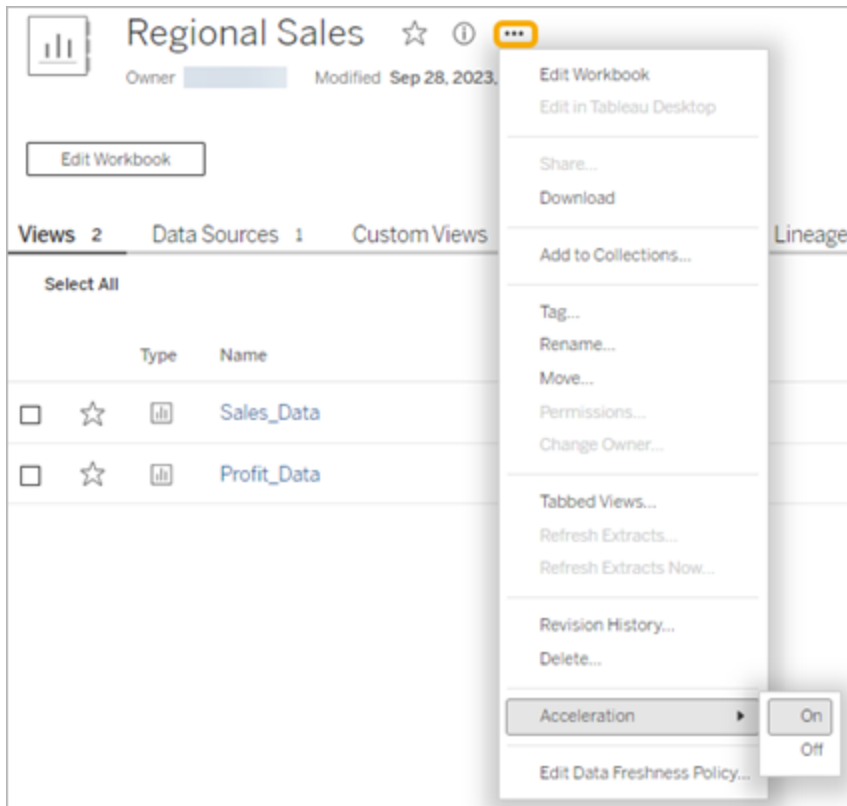 Regional Sales
Owner Modified Sep 28, 2023,
Edit Workbook
Views 2 Data Sources 1 Custom Views Lineage
Select All
Type Name
Sales_Data
Profit_Data
Edit Workbook
Edit in Tableau Desktop
Share...
Download
Add to Collections...
Tag...
Rename...
Move...
Permissions...
Change Owner...
Tabbed Views...
Refresh Extracts...
Refresh Extracts Now...
Revision History...
Delete...
Acceleration
On
Off
Edit Data Freshness Policy...